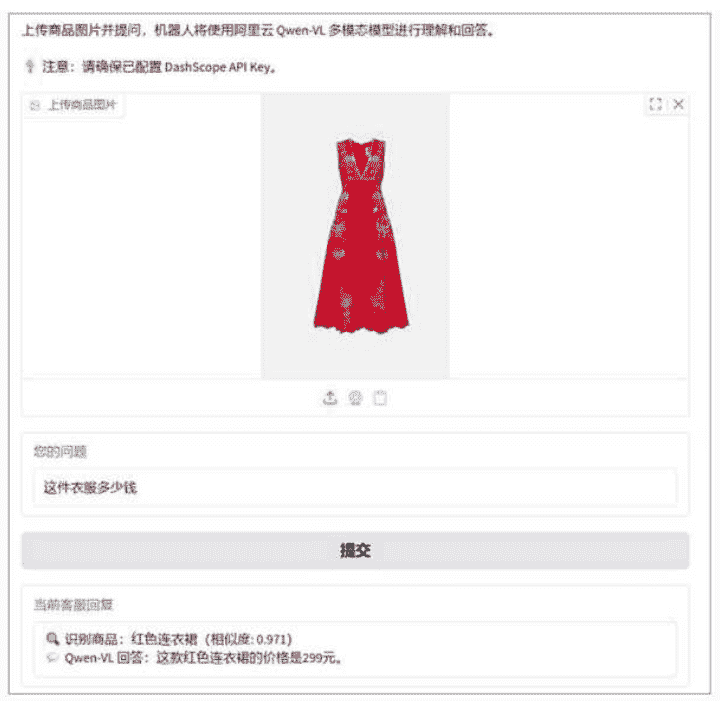 上传商品图片并提问，机器人将使用阿里云 Qwen-VL 多模态模型进行理解和回答。
注意：请确保已配置 DashScope API Key。
上传商品图片
您的问题
这件衣服多少钱
提交
当前客服回复
识别商品：红色连衣裙（相似度: 0.971）
Qwen-VL 回答：这款红色连衣裙的价格是299元。